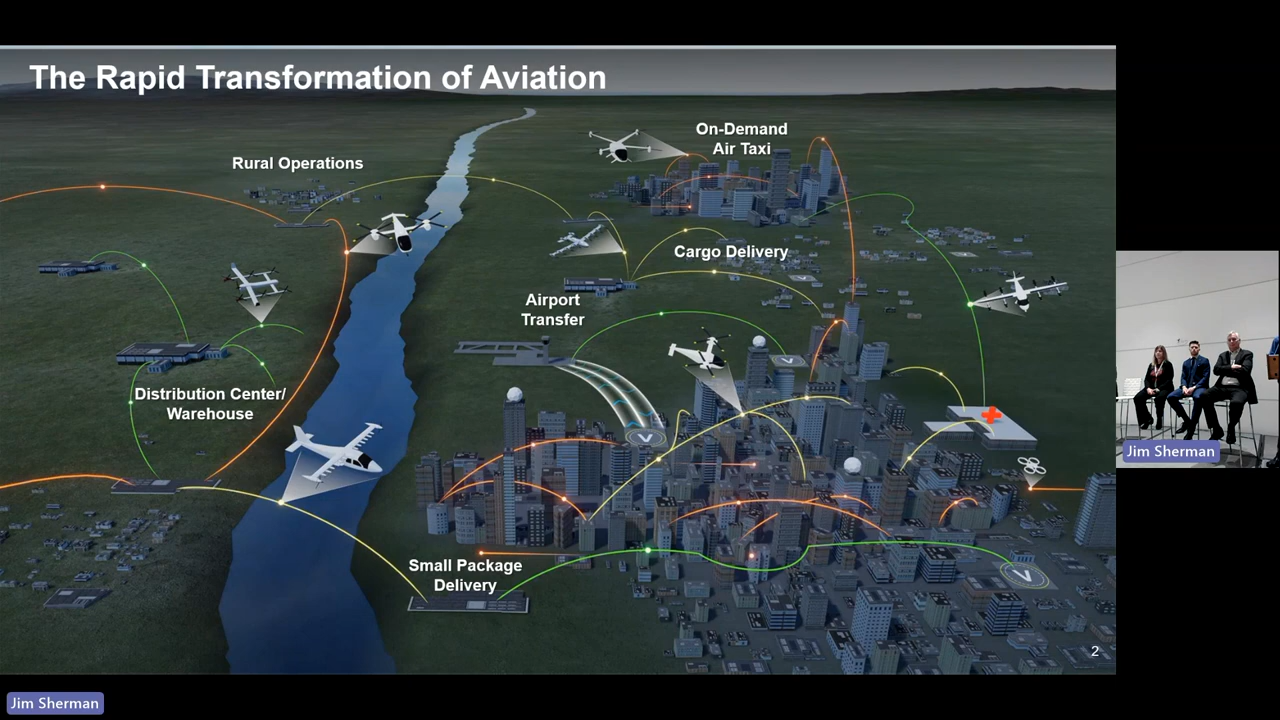 The Rapid Transformation of Aviation
On-Demand
Air Taxi
Rural Operations
Cargo Delivery
Airport
Transfer
Distribution Center/
Warehouse
Small Package
Delivery
V
V
V
V
2
Jim Sherman
Jim Sherman